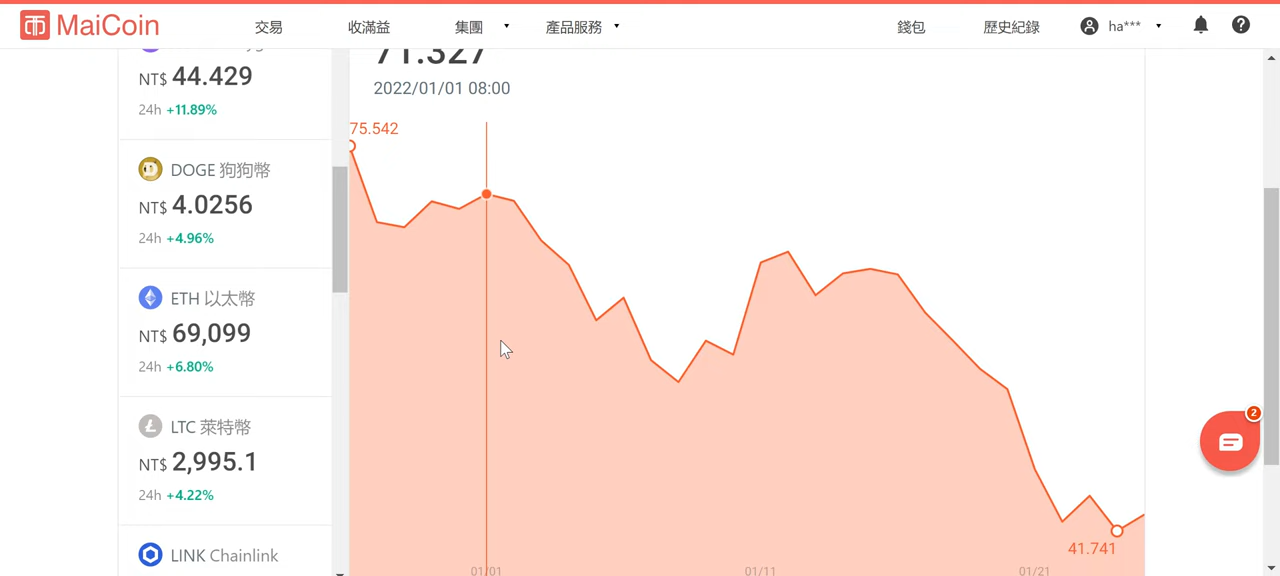 MaiCoin 交易 收滿益 集團 產品服務 錢包 歷史紀錄 ha***
NT$ 44.429
24h +11.89%
DOGE 狗狗幣
NT$ 4.0256
24h +4.96%
ETH 以太幣
NT$ 69,099
24h +6.80%
LTC 萊特幣
NT$ 2,995.1
24h +4.22%
LINK Chainlink
71.327
2022/01/01 08:00
75.542
41.741
01/01 01/11 01/21
2